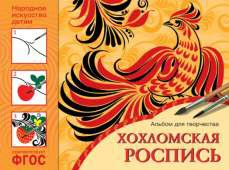 Народное
искусство
детям
ФГОС
Альбом для творчества
ХОХЛОМСКАЯ
РОСПИСЬ